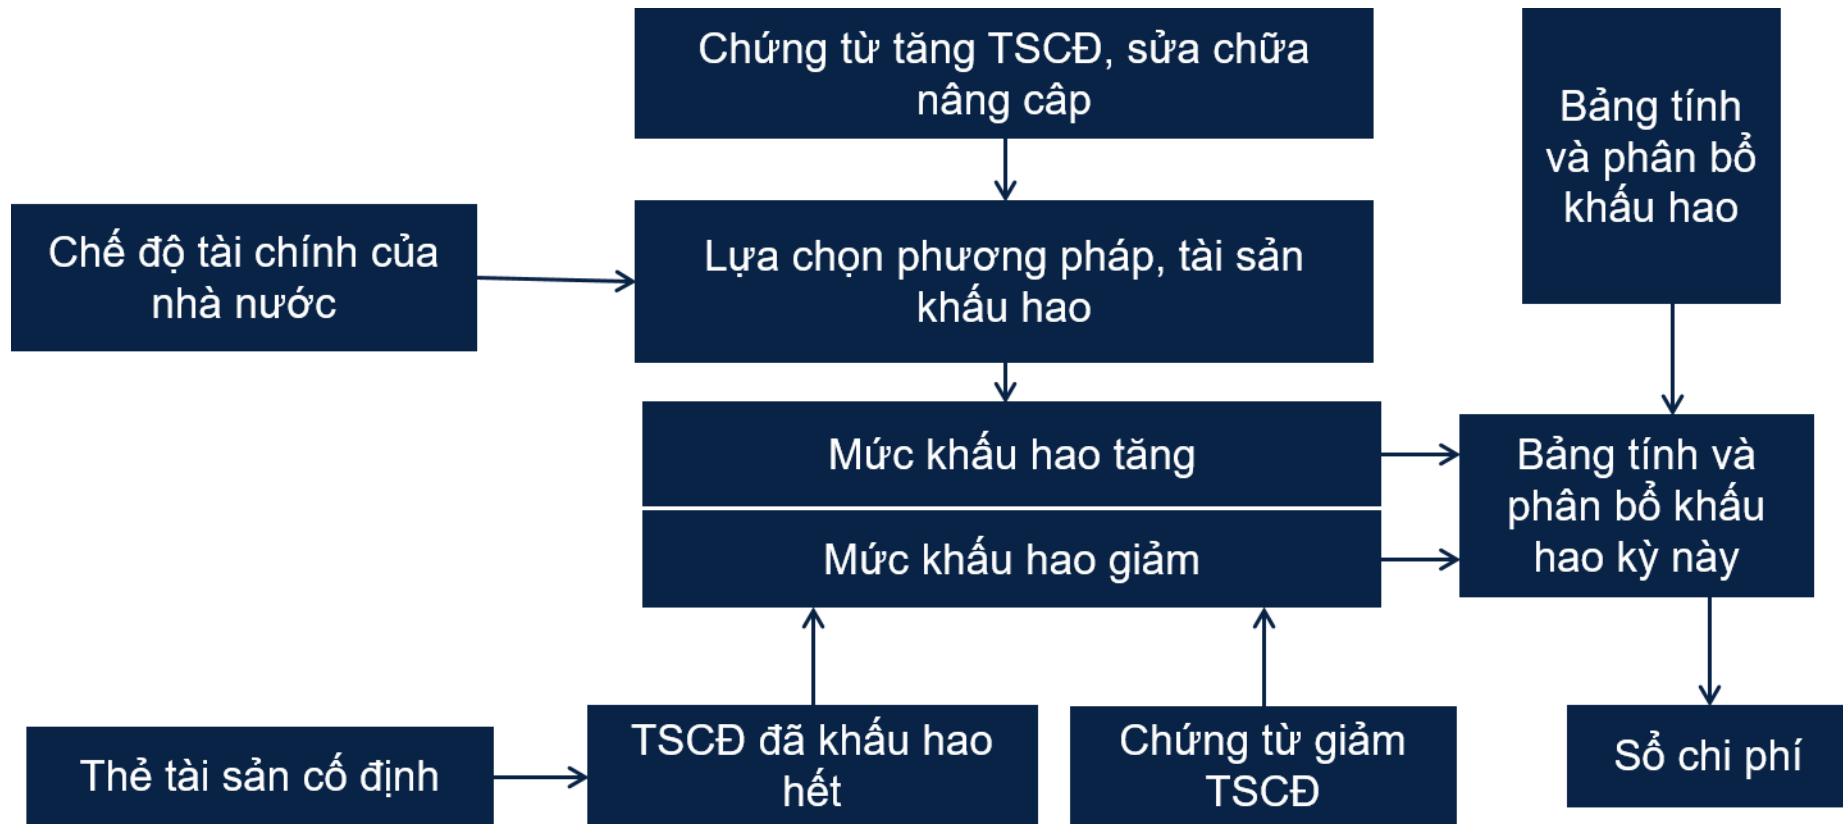 Chứng từ tăng TSCĐ, sửa chữa
nâng câp
Bảng tính
và phân bổ
khấu hao
Chế độ tài chính của
nhà nước
Lựa chọn phương pháp, tài sản
khấu hao
Mức khấu hao tăng
Mức khấu hao giảm
Bảng tính và
phân bổ khấu
hao kỳ này
Thẻ tài sản cố định
TSCĐ đã khấu hao
hết
Chứng từ giảm
TSCĐ
Sổ chi phí